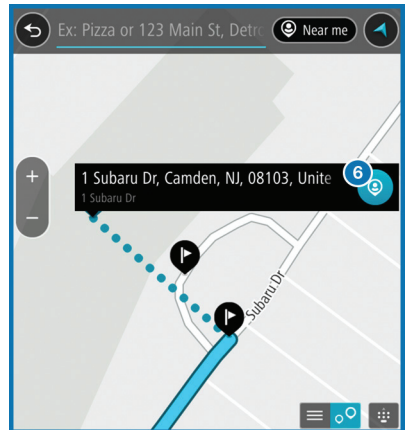 Ex: Pizza or 123 Main St, Detro
Near me
+
1 Subaru Dr, Camden, NJ, 08103, Unite
6
1 Subaru Dr
−
Subaru Dr